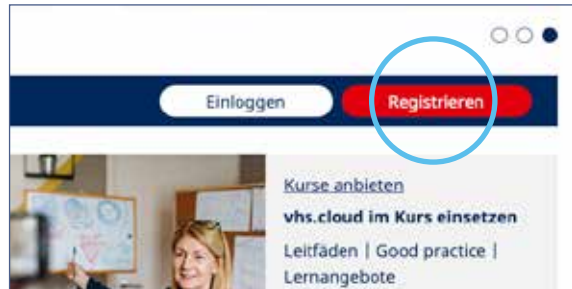 Einloggen
Registrieren
Kurse anbieten
vhs.cloud im Kurs einsetzen
Leitfäden | Good practice |
Lernangebote